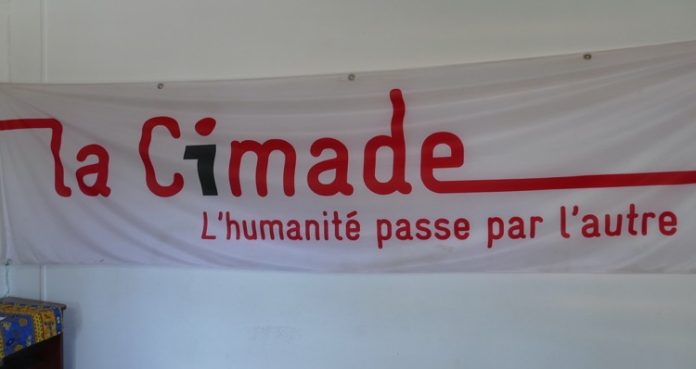 la Cimade
L'humanité passe par l'autre